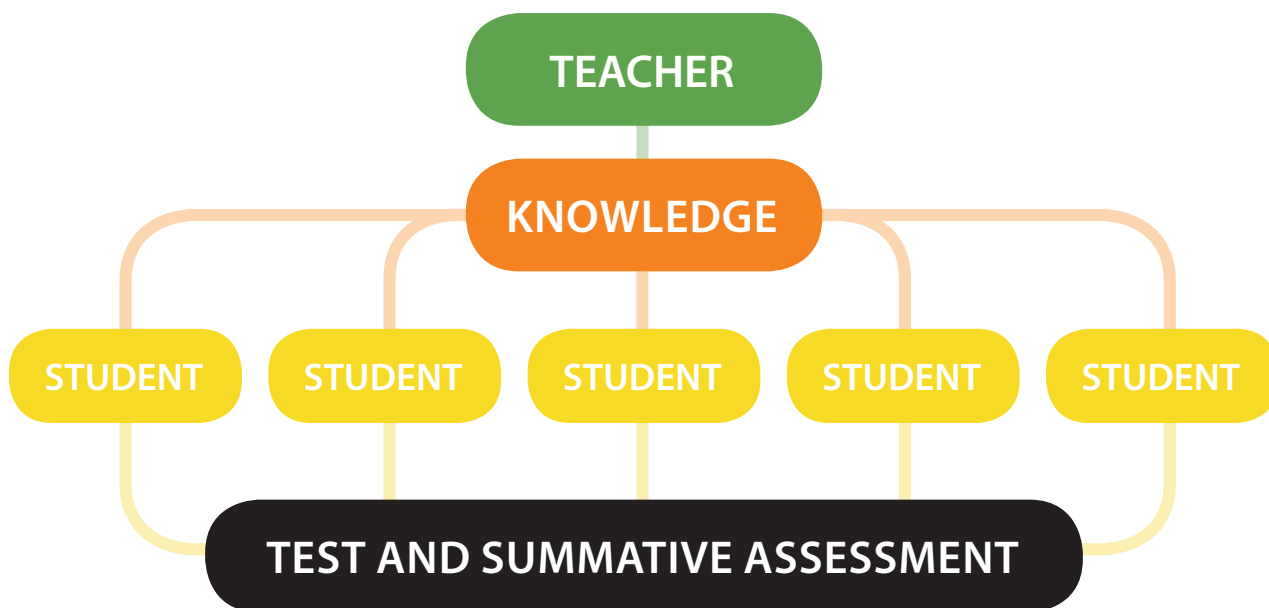 TEACHER
KNOWLEDGE
STUDENT
STUDENT
STUDENT
STUDENT
STUDENT
TEST AND SUMMATIVE ASSESSMENT